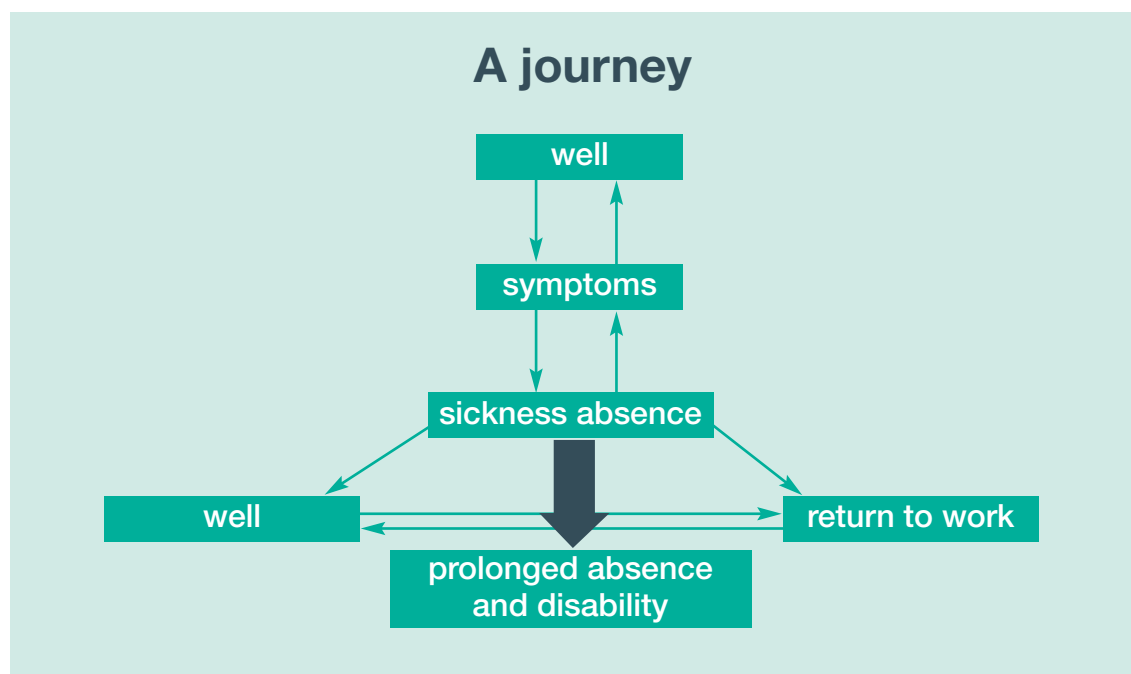 A journey
well
symptoms
sickness absence
well
return to work
prolonged absence
and disability